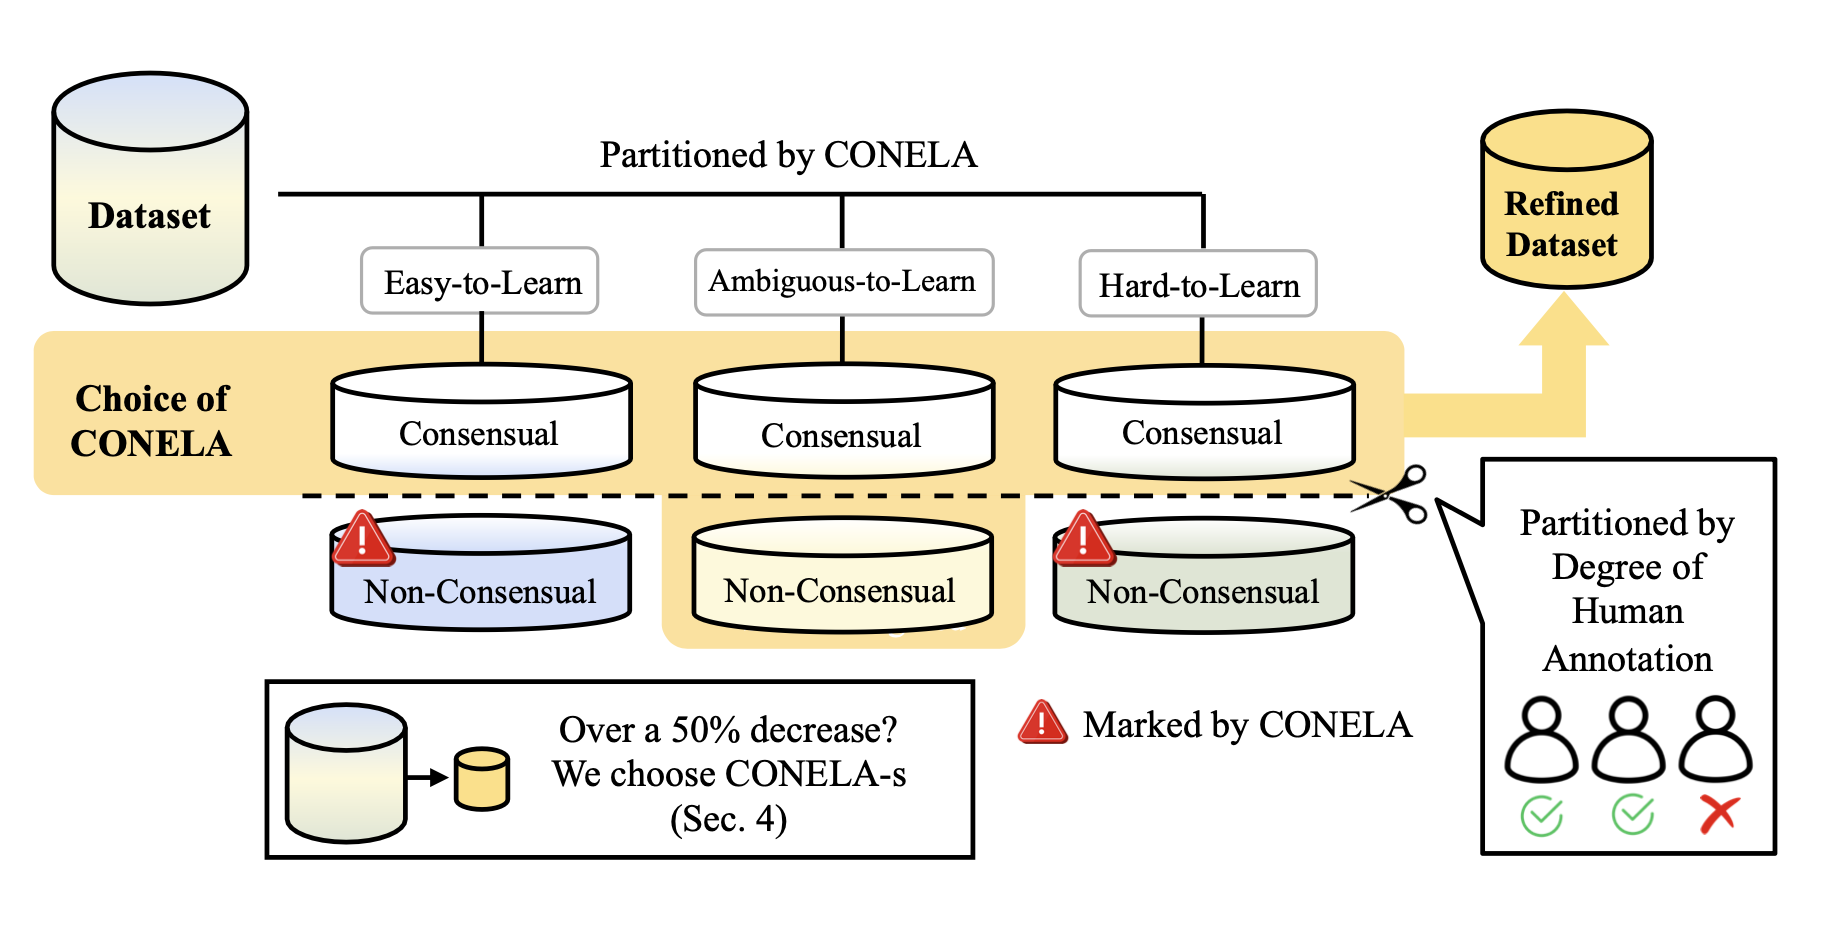 Dataset
Partitioned by CONELA
Easy-to-Learn
Ambiguous-to-Learn
Hard-to-Learn
Refined
Dataset
Choice of
CONELA
Consensual
Consensual
Consensual
Non-Consensual
Non-Consensual
Non-Consensual
Partitioned by
Degree of
Human
Annotation
Over a 50% decrease?
We choose CONELA-s
(Sec. 4)
Marked by CONELA